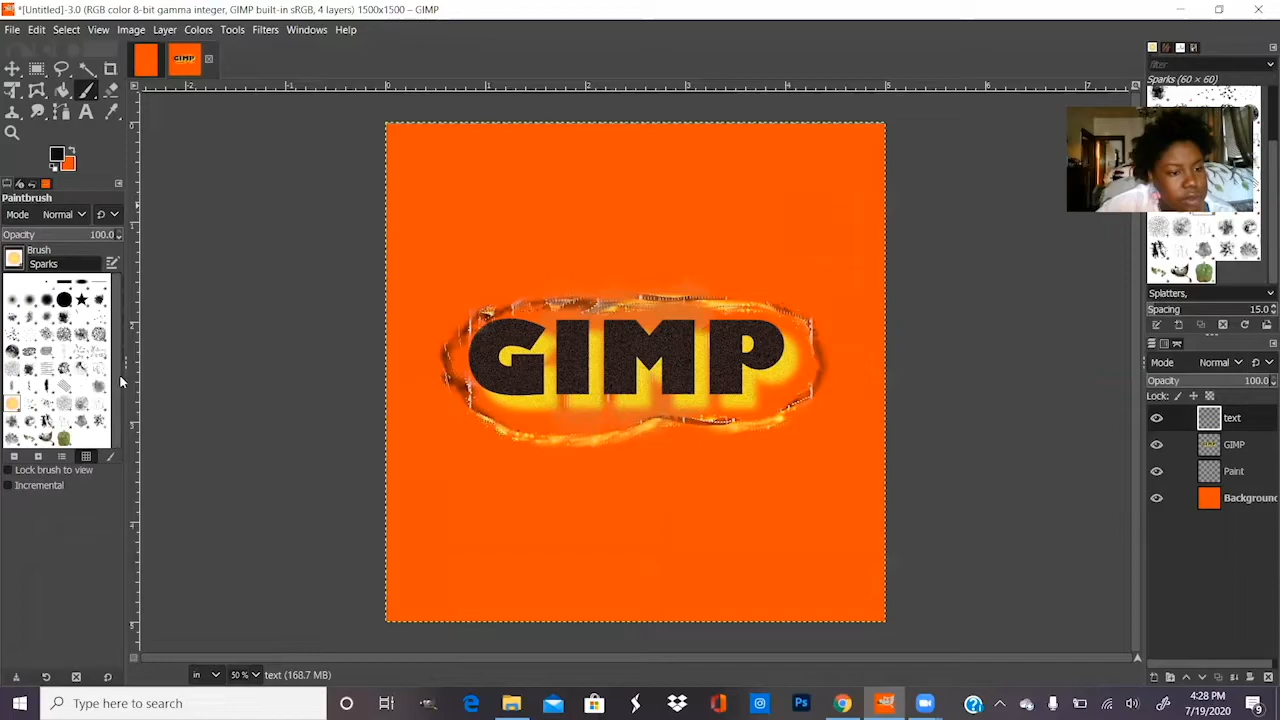 *[Untitled]-3.0 (RGB color 8-bit gamma integer, GIMP built-in sRGB, 4 layers) 1500x1500 – GIMP
File Edit Select View Image Layer Colors Tools Filters Windows Help
filter
Sparks (60 × 60)
Paintbrush
Mode Normal
Opacity 100.0
Brush
Sparks
Lock brush to view
Incremental
GIMP
Splatters,
Spacing 15.0
Mode Normal
Opacity 100.0
Lock:
text
GIMP
Paint
Background
in 50 % text (168.7 MB)
Type here to search
4:28 PM
7/19/2020